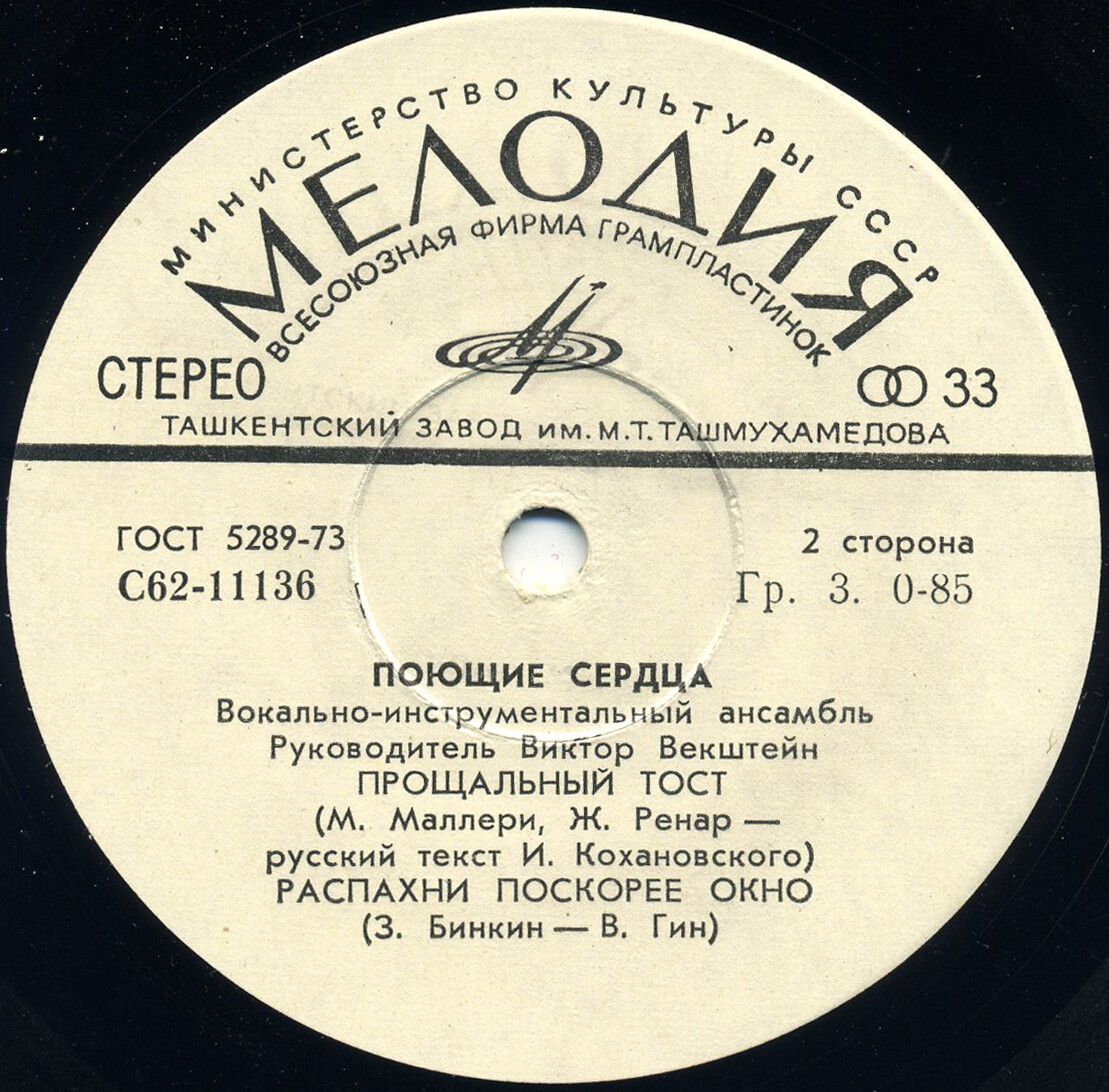 МИНИСТЕРСТВО КУЛЬТУРЫ СССР
МЕЛОДИЯ
ВСЕСОЮЗНАЯ ФИРМА ГРАМПЛАСТИНОК
СТЕРЕО
33
ТАШКЕНТСКИЙ ЗАВОД ИМ. М.Т. ТАШМУХАМЕДОВА
ГОСТ 5289-73
2 сторона
С62-11136
Гр. 3. 0-85
ПОЮЩИЕ СЕРДЦА
Вокально-инструментальный ансамбль
Руководитель Виктор Векштейн
ПРОЩАЛЬНЫЙ ТОСТ
(М. Маллери, Ж. Ренар —
русский текст И. Кохановского)
РАСПАХНИ ПОСКОРЕЕ ОКНО
(З. Бинкин — В. Гин)